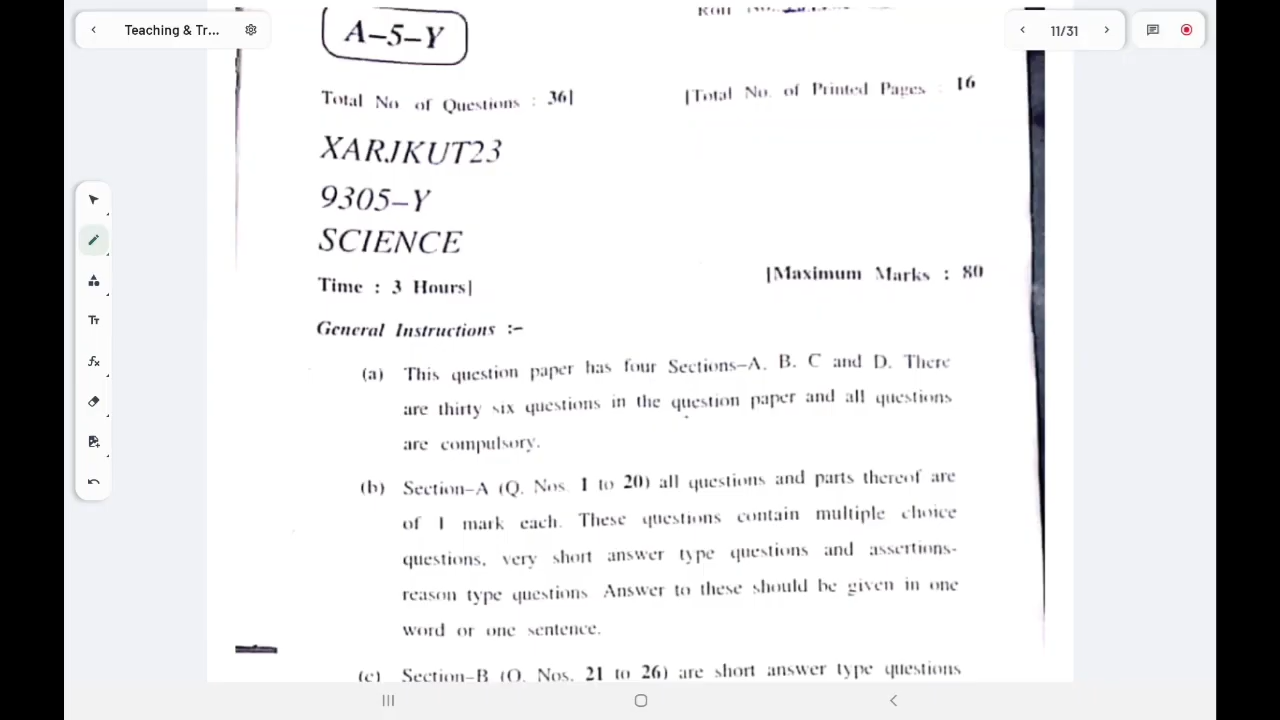 Teaching & Tr...
11/31
A–5–Y
Total No of Questions : 36]
[Total No. of Printed Pages : 16
XARJKUT23
9305–Y
SCIENCE
Time : 3 Hours]
[Maximum Marks : 80
General Instructions :–
(a) This question paper has four Sections–A, B, C and D. There
are thirty six questions in the question paper and all questions
are compulsory.
(b) Section–A (Q. Nos. 1 to 20) all questions and parts thereof are
of 1 mark each. These questions contain multiple choice
questions, very short answer type questions and assertions-
reason type questions Answer to these should be given in one
word or one sentence.
(c) Section–B (Q. Nos. 21 to 26) are short answer type questions